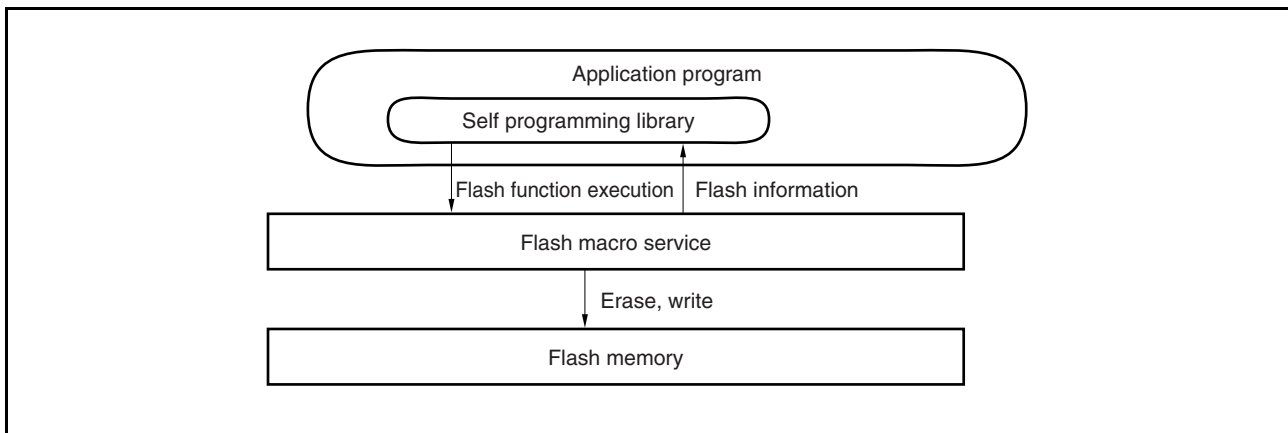 Application program
Self programming library
Flash function execution
Flash information
Flash macro service
Erase, write
Flash memory